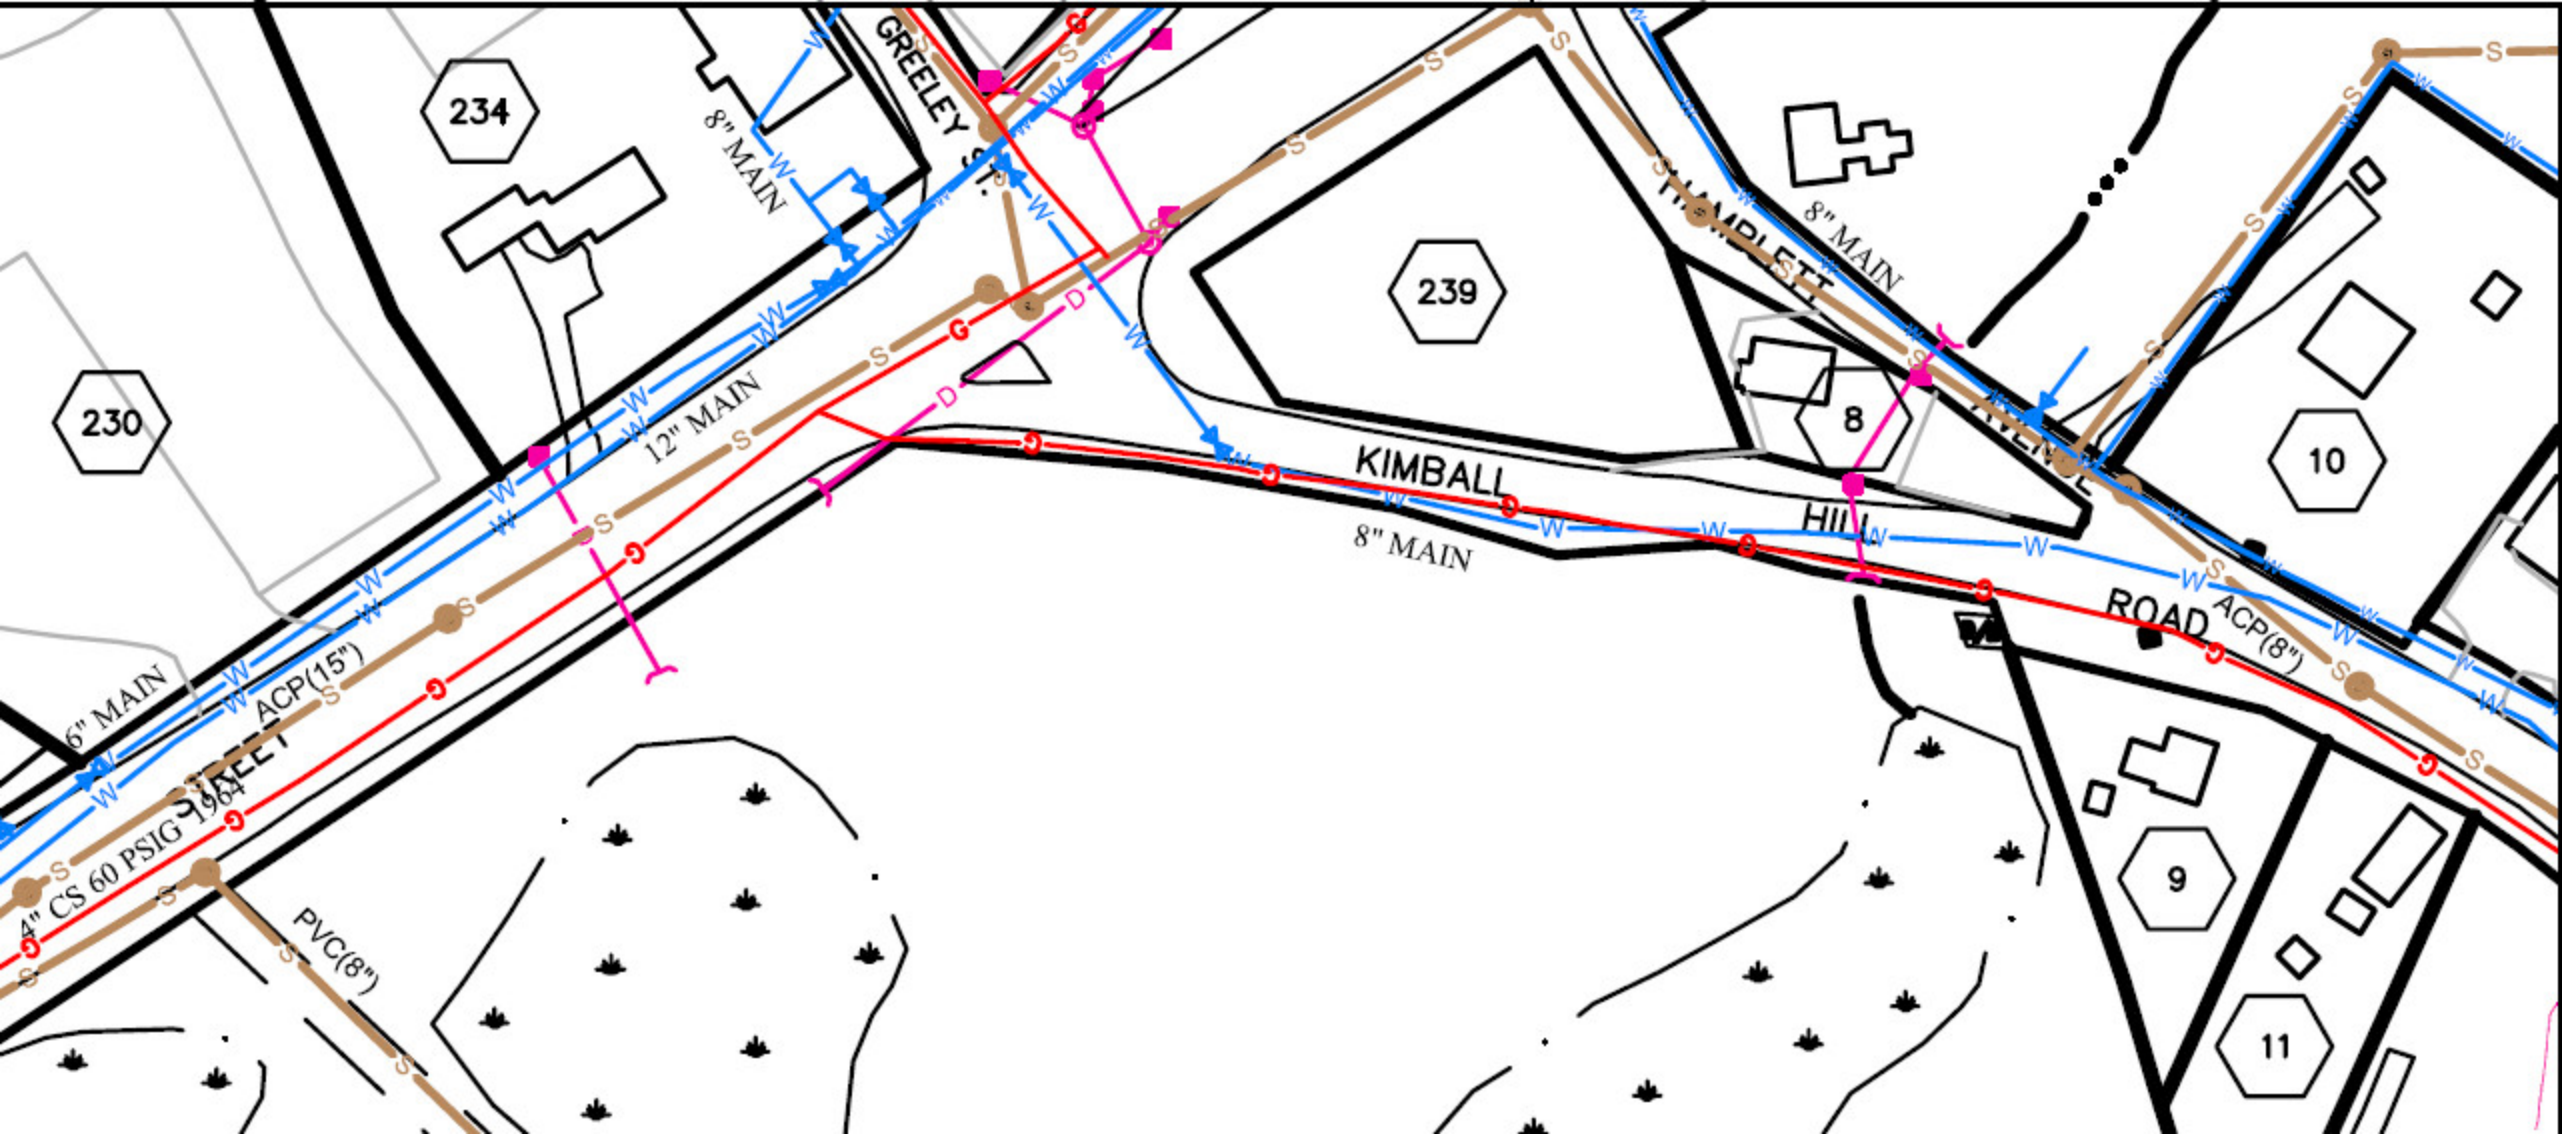 GREELEY ST.
234
8" MAIN
239
HAMBLETT
AVENUE
8" MAIN
230
12" MAIN
8
10
KIMBALL
HILL
ROAD
8" MAIN
ACP(8")
6" MAIN
ACP(15")
STREET
4" CS 60 PSIG 1964
PVC(8")
9
11
W
W
W
W
W
W
W
W
W
W
W
W
S
S
S
S
S
S
S
S
G
G
G
G
G
G
D
D